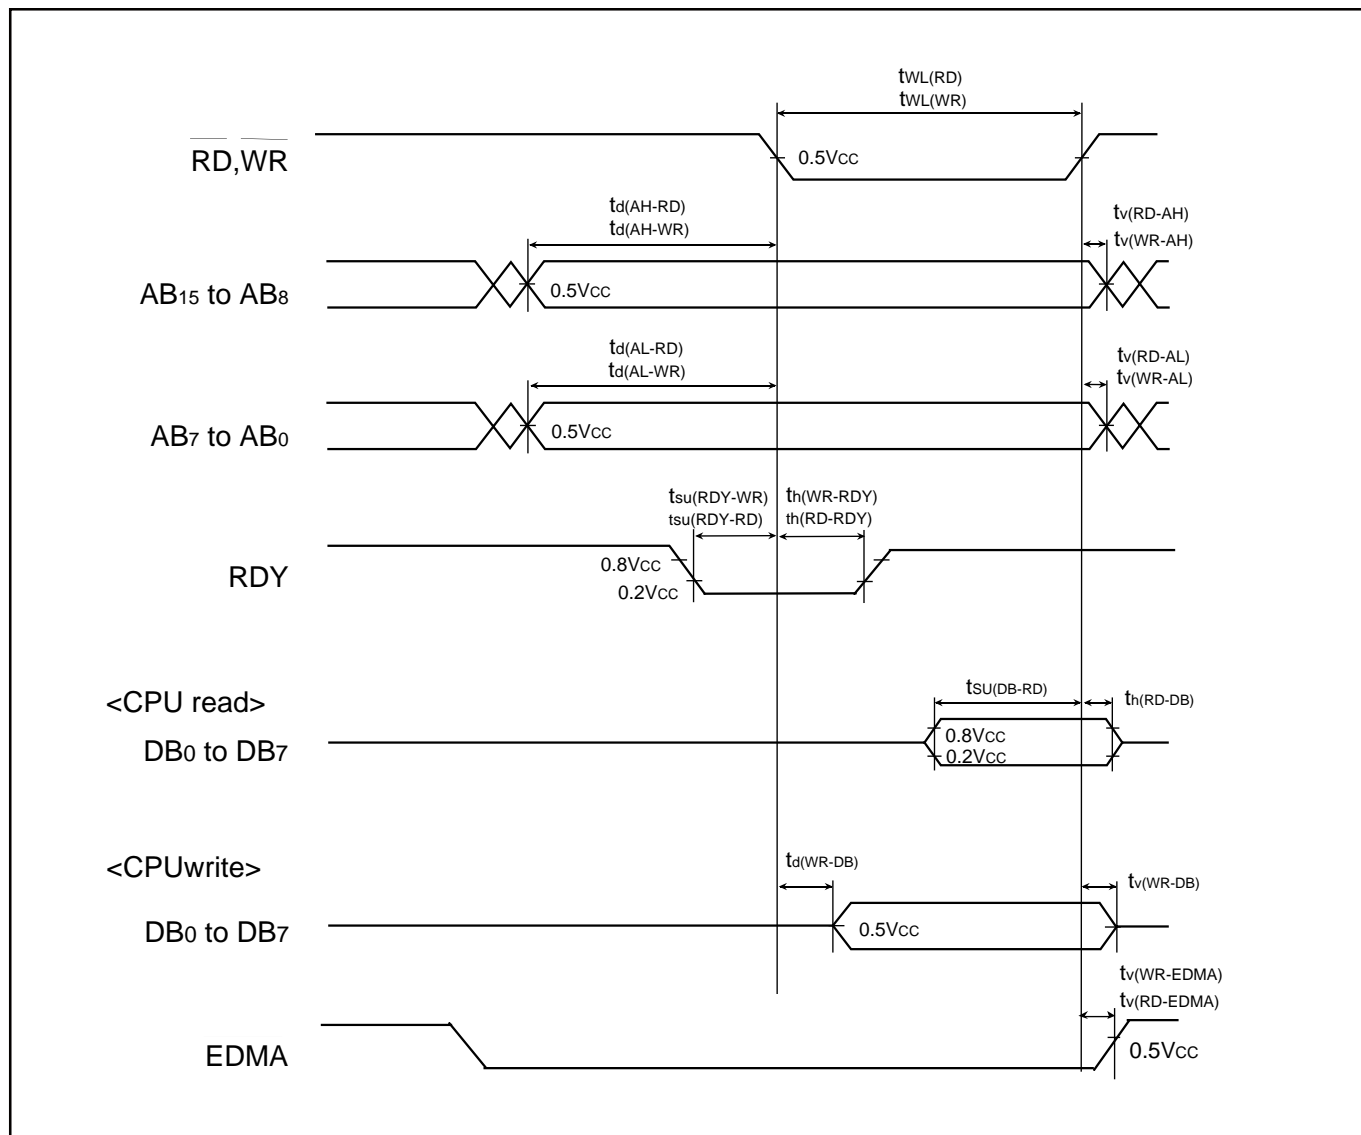 tWL(RD)
tWL(WR)
RD,WR
0.5VCC
td(AH-RD)
td(AH-WR)
tv(RD-AH)
tv(WR-AH)
AB15 to AB8
0.5VCC
td(AL-RD)
td(AL-WR)
tv(RD-AL)
tv(WR-AL)
AB7 to AB0
0.5VCC
tsu(RDY-WR)
th(WR-RDY)
tsu(RDY-RD)
th(RD-RDY)
0.8VCC
RDY
0.2VCC
<CPU read>
tSU(DB-RD)
th(RD-DB)
DB0 to DB7
0.8VCC
0.2VCC
<CPUwrite>
td(WR-DB)
tv(WR-DB)
DB0 to DB7
0.5VCC
tv(WR-EDMA)
tv(RD-EDMA)
EDMA
0.5VCC